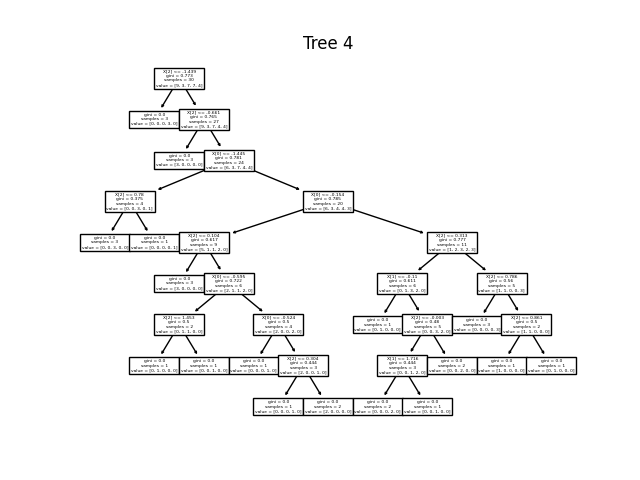 Tree 4
X[2] <= -1.439
gini = 0.773
samples = 30
value = [9, 3, 7, 7, 4]
gini = 0.0
samples = 3
value = [0, 0, 0, 3, 0]
X[2] <= -0.661
gini = 0.765
samples = 27
value = [9, 3, 7, 4, 4]
gini = 0.0
samples = 3
value = [3, 0, 0, 0, 0]
X[0] <= -1.445
gini = 0.781
samples = 24
value = [6, 3, 7, 4, 4]
X[2] <= 0.78
gini = 0.375
samples = 4
value = [0, 0, 3, 0, 1]
X[0] <= -0.154
gini = 0.785
samples = 20
value = [6, 3, 4, 4, 3]
gini = 0.0
samples = 3
value = [0, 0, 3, 0, 0]
gini = 0.0
samples = 1
value = [0, 0, 0, 0, 1]
X[2] <= 0.104
gini = 0.617
samples = 9
value = [5, 1, 1, 2, 0]
X[2] <= 0.313
gini = 0.777
samples = 11
value = [1, 2, 3, 2, 3]
gini = 0.0
samples = 3
value = [3, 0, 0, 0, 0]
X[0] <= -0.595
gini = 0.722
samples = 6
value = [2, 1, 1, 2, 0]
X[1] <= -0.11
gini = 0.611
samples = 6
value = [0, 1, 3, 2, 0]
X[2] <= 0.786
gini = 0.56
samples = 5
value = [1, 1, 0, 0, 3]
X[2] <= 1.453
gini = 0.5
samples = 2
value = [0, 1, 1, 0, 0]
X[0] <= -0.524
gini = 0.5
samples = 4
value = [2, 0, 0, 2, 0]
gini = 0.0
samples = 1
value = [0, 1, 0, 0, 0]
X[2] <= -0.003
gini = 0.48
samples = 5
value = [0, 0, 3, 2, 0]
gini = 0.0
samples = 3
value = [0, 0, 0, 0, 3]
X[2] <= 0.861
gini = 0.5
samples = 2
value = [1, 1, 0, 0, 0]
gini = 0.0
samples = 1
value = [0, 1, 0, 0, 0]
gini = 0.0
samples = 1
value = [0, 0, 1, 0, 0]
gini = 0.0
samples = 1
value = [0, 0, 0, 1, 0]
X[2] <= 0.304
gini = 0.444
samples = 3
value = [2, 0, 0, 1, 0]
X[1] <= 1.716
gini = 0.444
samples = 3
value = [0, 0, 1, 2, 0]
gini = 0.0
samples = 2
value = [0, 0, 2, 0, 0]
gini = 0.0
samples = 1
value = [1, 0, 0, 0, 0]
gini = 0.0
samples = 1
value = [0, 1, 0, 0, 0]
gini = 0.0
samples = 1
value = [0, 0, 0, 1, 0]
gini = 0.0
samples = 2
value = [2, 0, 0, 0, 0]
gini = 0.0
samples = 2
value = [0, 0, 0, 2, 0]
gini = 0.0
samples = 1
value = [0, 0, 1, 0, 0]